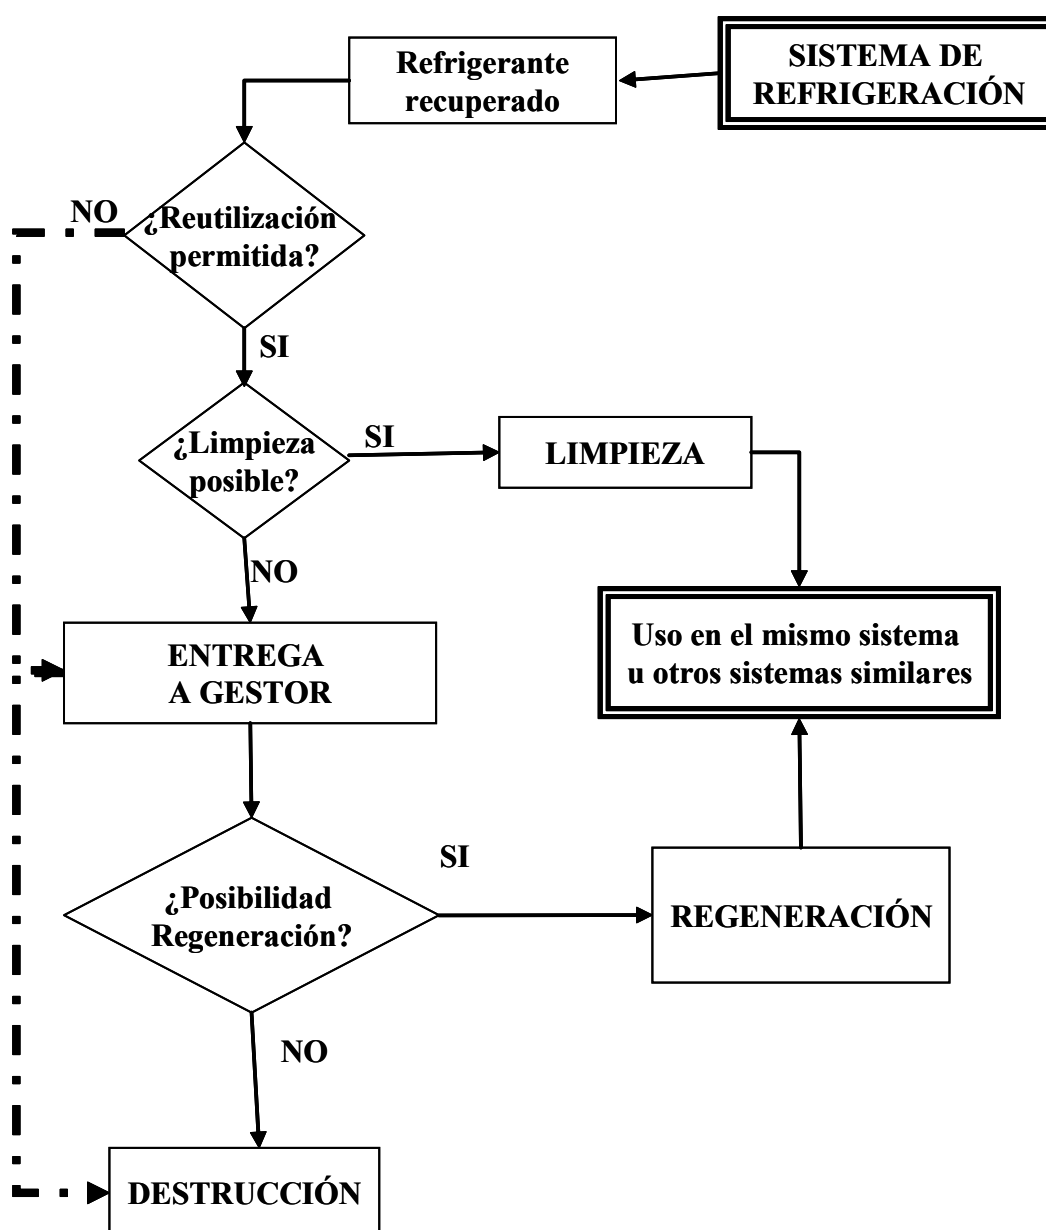 Refrigerante
recuperado
SISTEMA DE
REFRIGERACIÓN
NO
¿Reutilización
permitida?
SI
¿Limpieza
posible?
SI
LIMPIEZA
NO
ENTREGA
A GESTOR
Uso en el mismo sistema
u otros sistemas similares
¿Posibilidad
Regeneración?
SI
REGENERACIÓN
NO
DESTRUCCIÓN